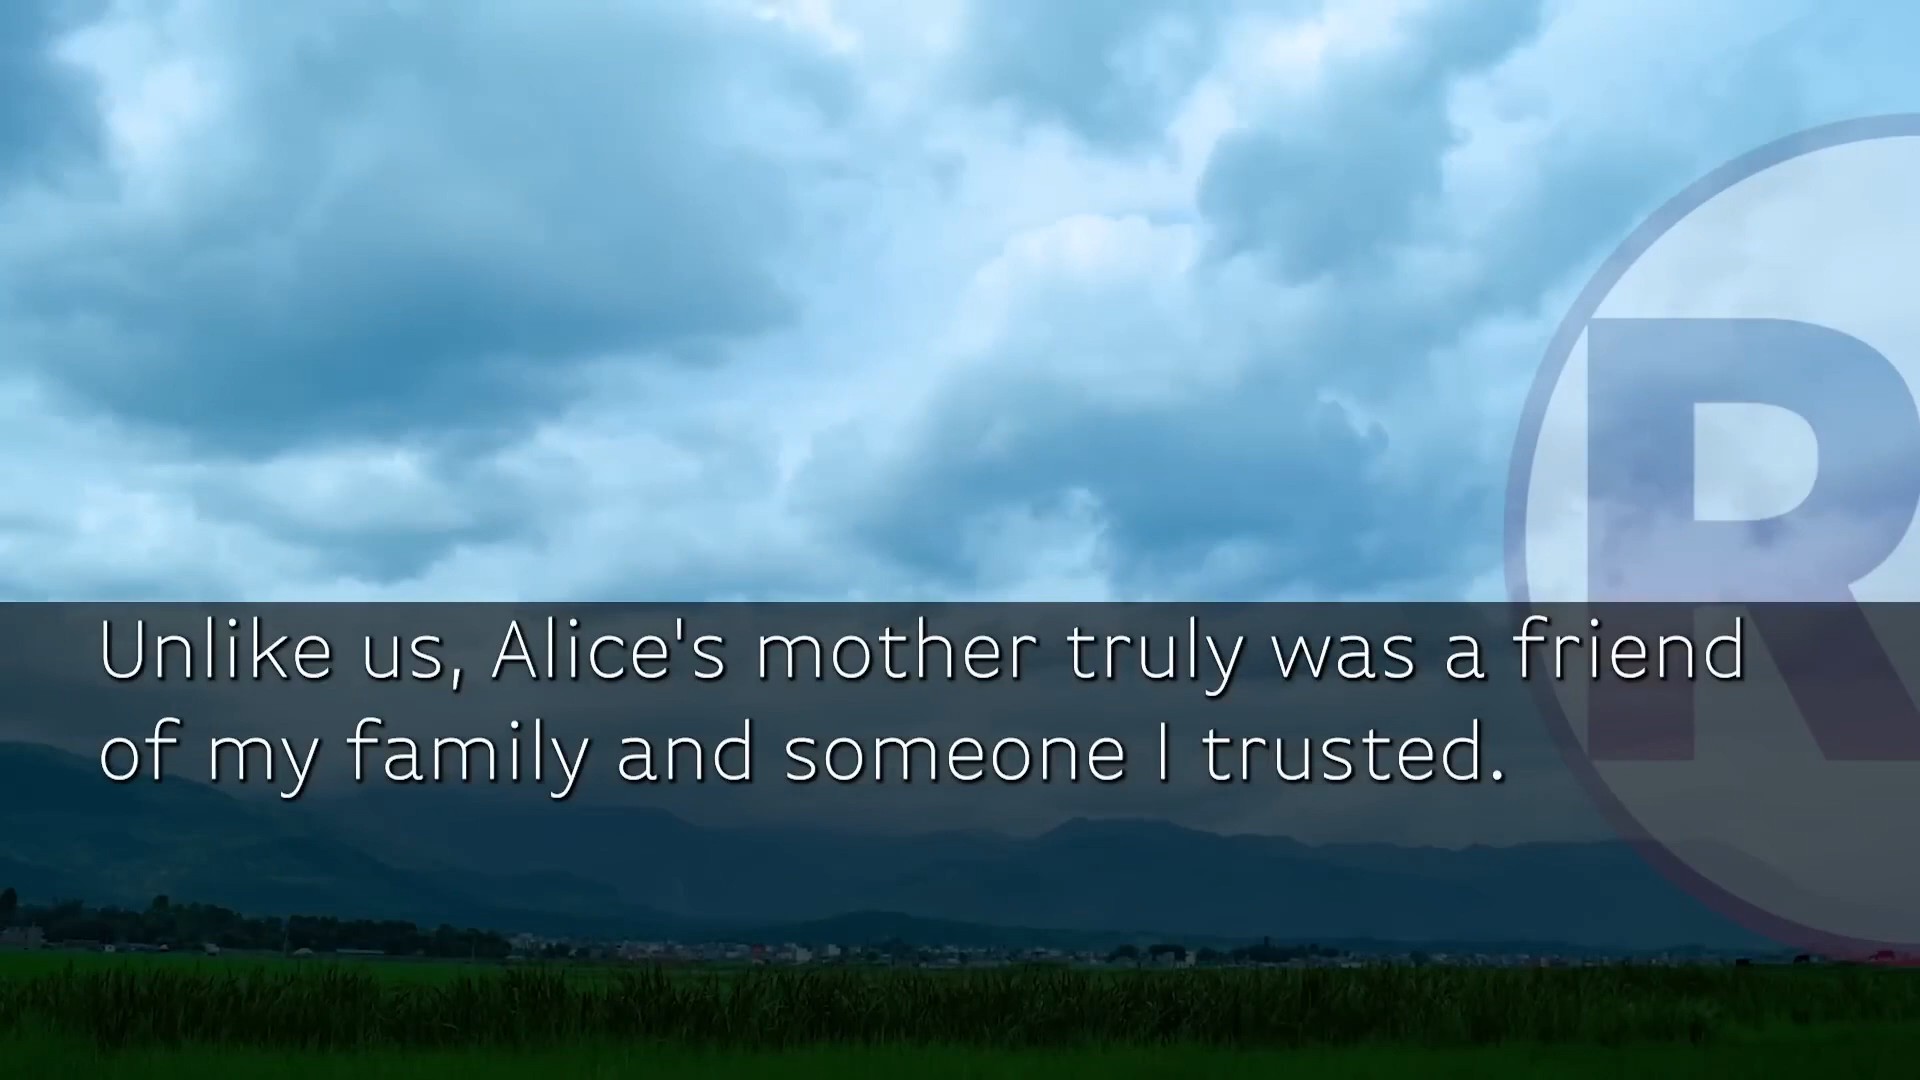 R
Unlike us, Alice's mother truly was a friend
of my family and someone I trusted.